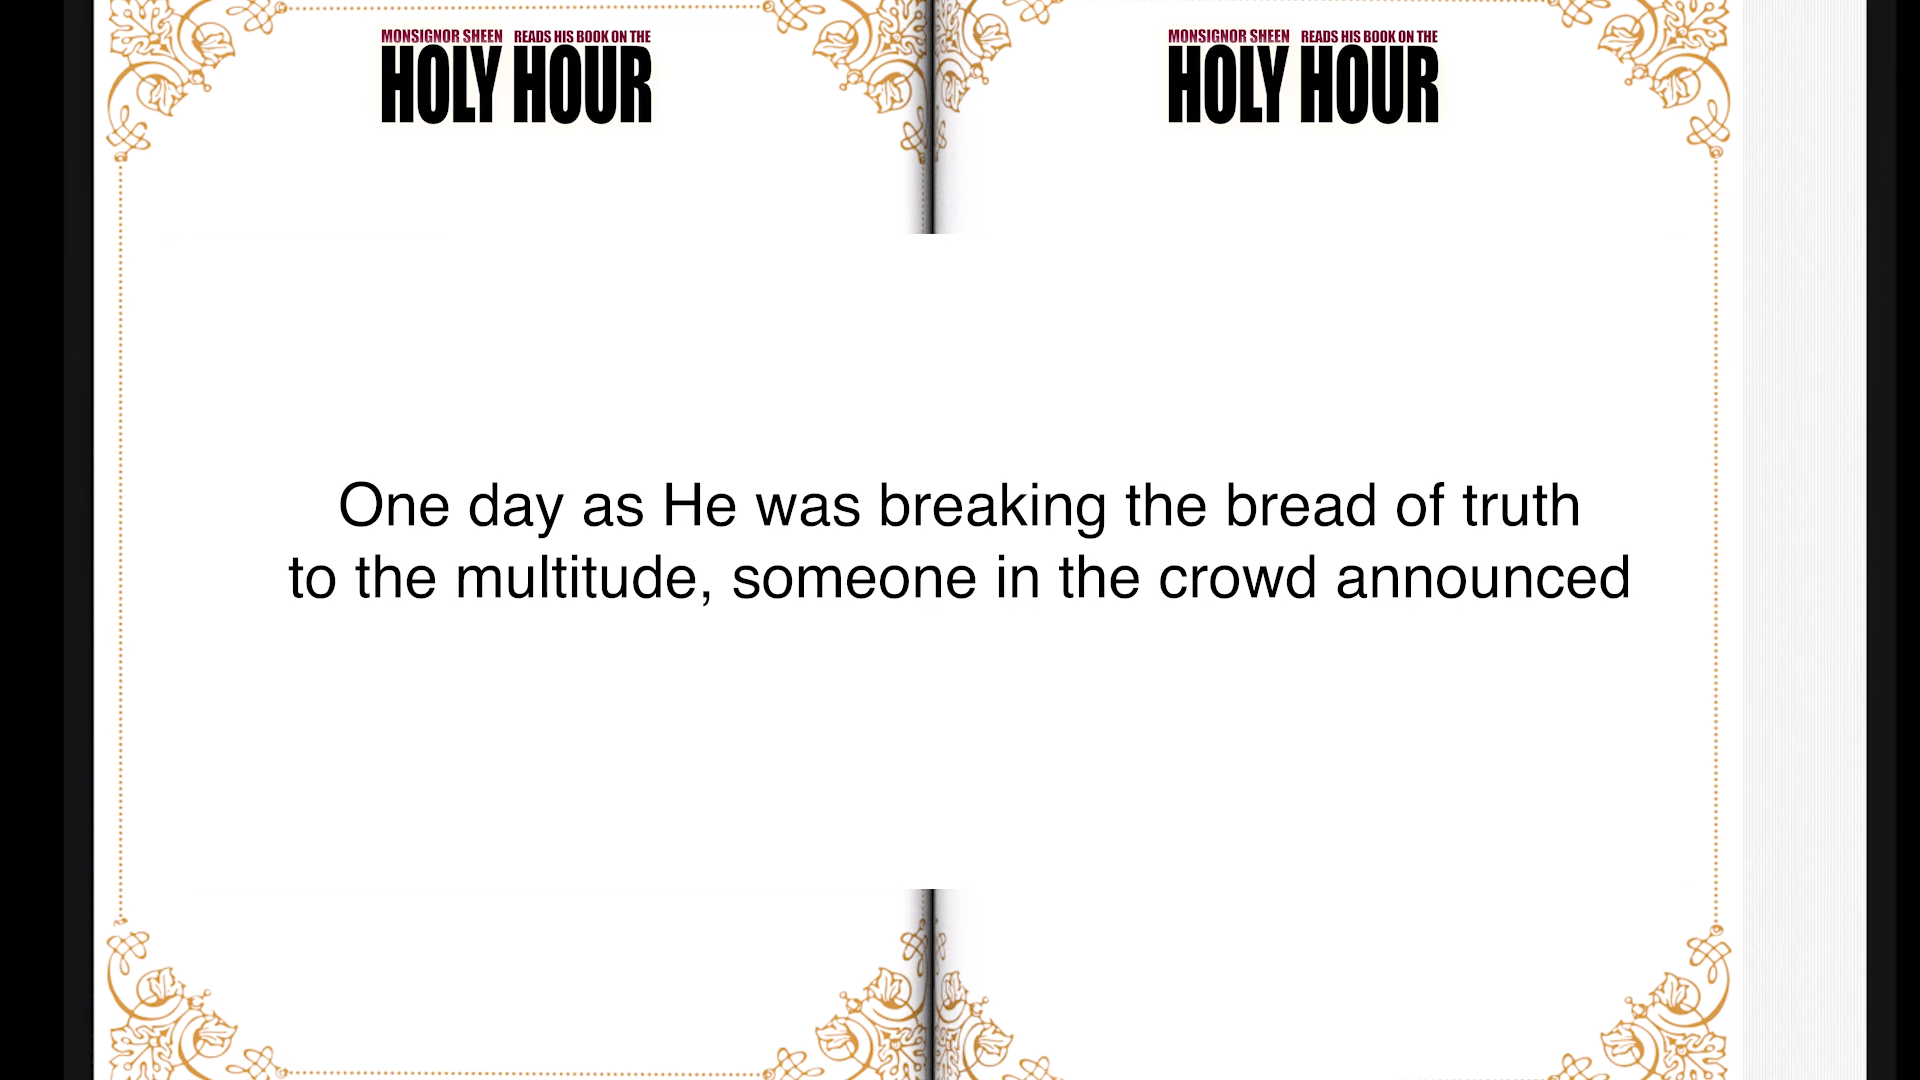 MONSIGNOR SHEEN READS HIS BOOK ON THE
HOLY HOUR
MONSIGNOR SHEEN READS HIS BOOK ON THE
HOLY HOUR
One day as He was breaking the bread of truth
to the multitude, someone in the crowd announced